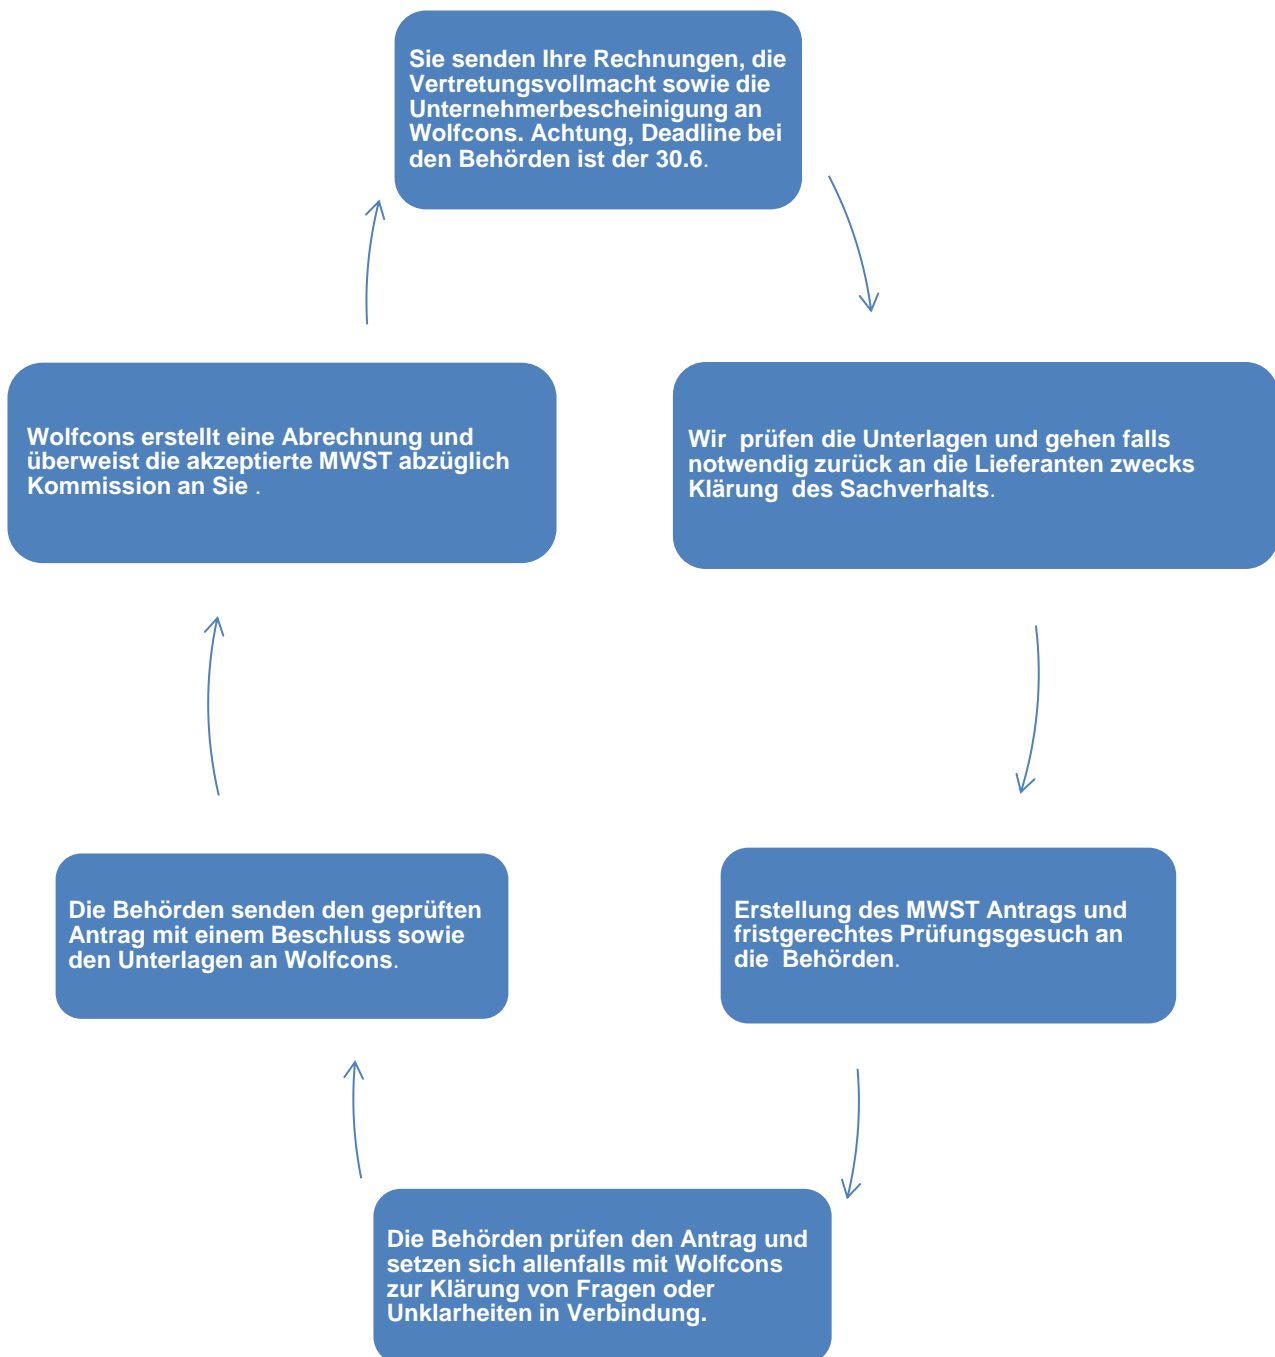 Sie senden Ihre Rechnungen, die
Vertretungsvollmacht sowie die
Unternehmerbescheinigung an
Wolfcons. Achtung, Deadline bei
den Behörden ist der 30.6.
Wir  prüfen die Unterlagen und gehen falls
notwendig zurück an die Lieferanten zwecks
Klärung  des Sachverhalts.
Erstellung des MWST Antrags und
fristgerechtes Prüfungsgesuch an
die  Behörden.
Die Behörden prüfen den Antrag und
setzen sich allenfalls mit Wolfcons
zur Klärung von Fragen oder
Unklarheiten in Verbindung.
Die Behörden senden den geprüften
Antrag mit einem Beschluss sowie
den Unterlagen an Wolfcons.
Wolfcons erstellt eine Abrechnung und
überweist die akzeptierte MWST abzüglich
Kommission an Sie .